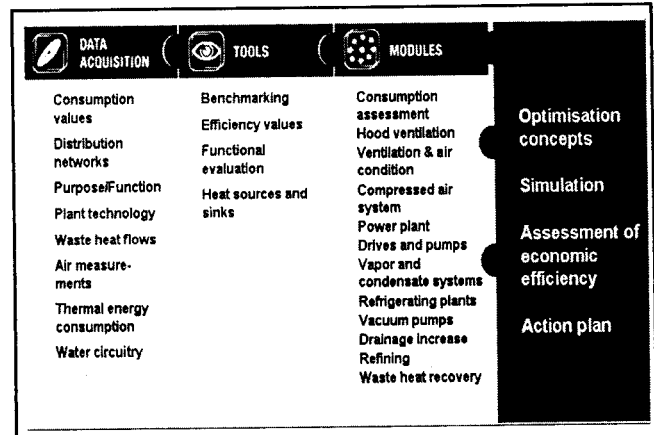 DATA
ACQUISITION
TOOLS
MODULES
Consumption
values
Distribution
networks
Purpose/Function
Plant technology
Waste heat flows
Air measure-
ments
Thermal energy
consumption
Water circuitry
Benchmarking
Efficiency values
Functional
evaluation
Heat sources and
sinks
Consumption
assessment
Hood ventilation
Ventilation & air
condition
Compressed air
system
Power plant
Drives and pumps
Vapor and
condensate systems
Refrigerating plants
Vacuum pumps
Drainage increase
Refining
Waste heat recovery
Optimisation
concepts
Simulation
Assessment of
economic
efficiency
Action plan